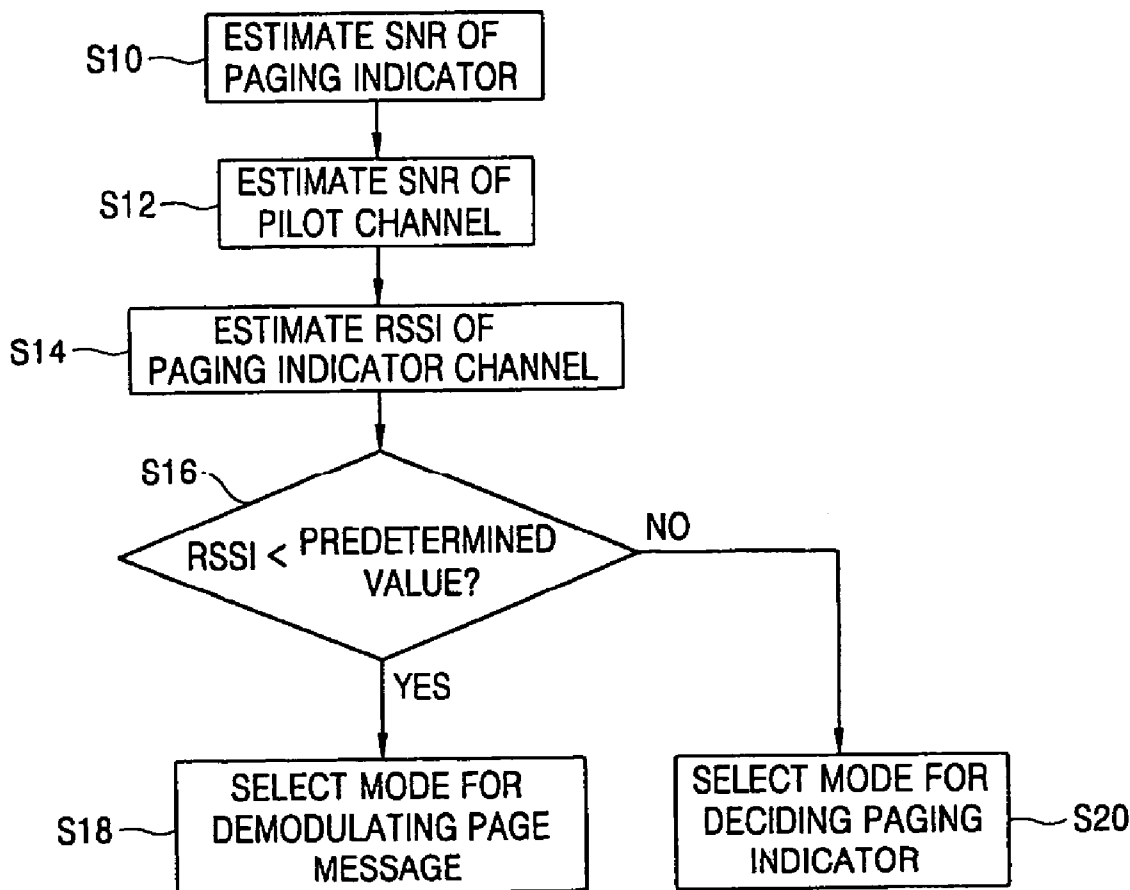 S10
ESTIMATE SNR OF
PAGING INDICATOR
S12
ESTIMATE SNR OF
PILOT CHANNEL
S14
ESTIMATE RSSI OF
PAGING INDICATOR CHANNEL
S16
RSSI < PREDETERMINED
VALUE?
NO
YES
S18
SELECT MODE FOR
DEMODULATING PAGE
MESSAGE
SELECT MODE FOR
DECIDING PAGING
INDICATOR
S20